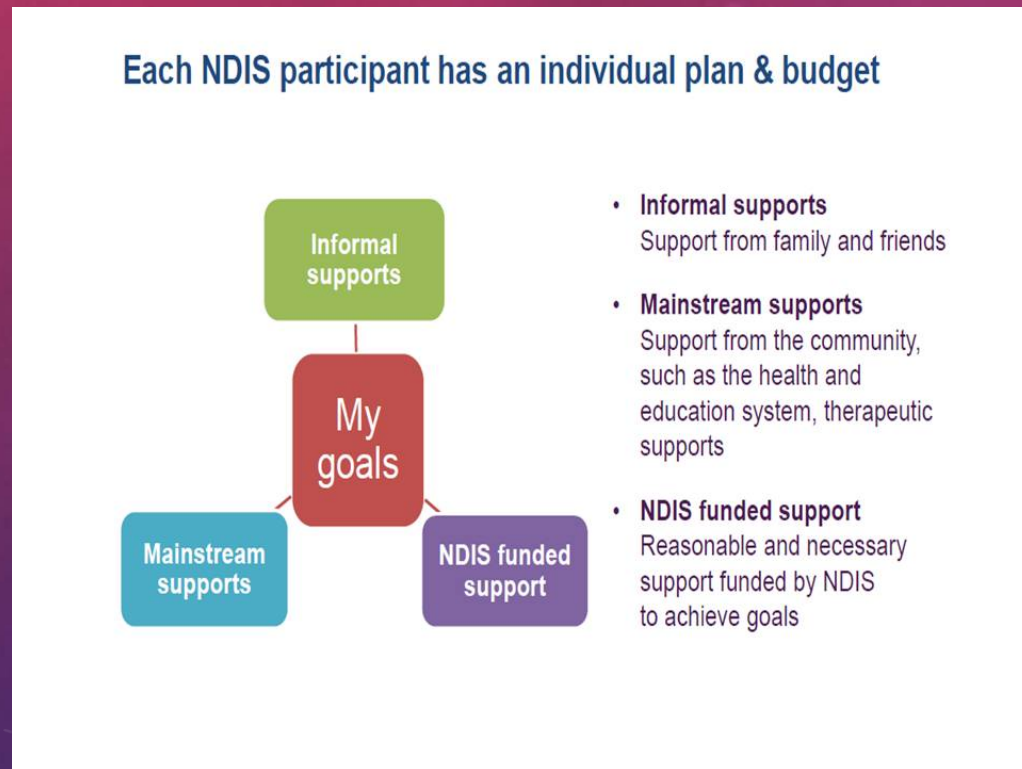 Each NDIS participant has an individual plan & budget
Informal
supports
My
goals
Mainstream
supports
NDIS funded
support
• Informal supports
Support from family and friends
• Mainstream supports
Support from the community,
such as the health and
education system, therapeutic
supports
• NDIS funded support
Reasonable and necessary
support funded by NDIS
to achieve goals